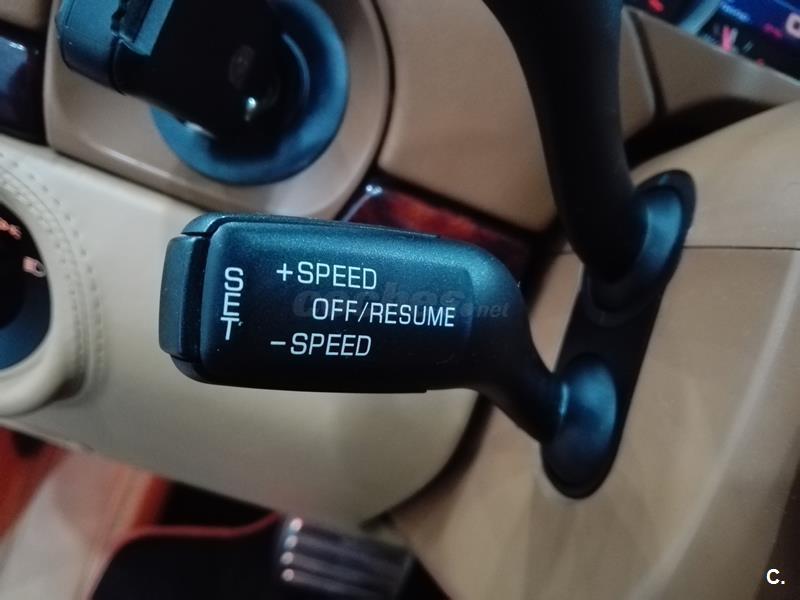 SET
+SPEED
OFF/RESUME
-SPEED
C.